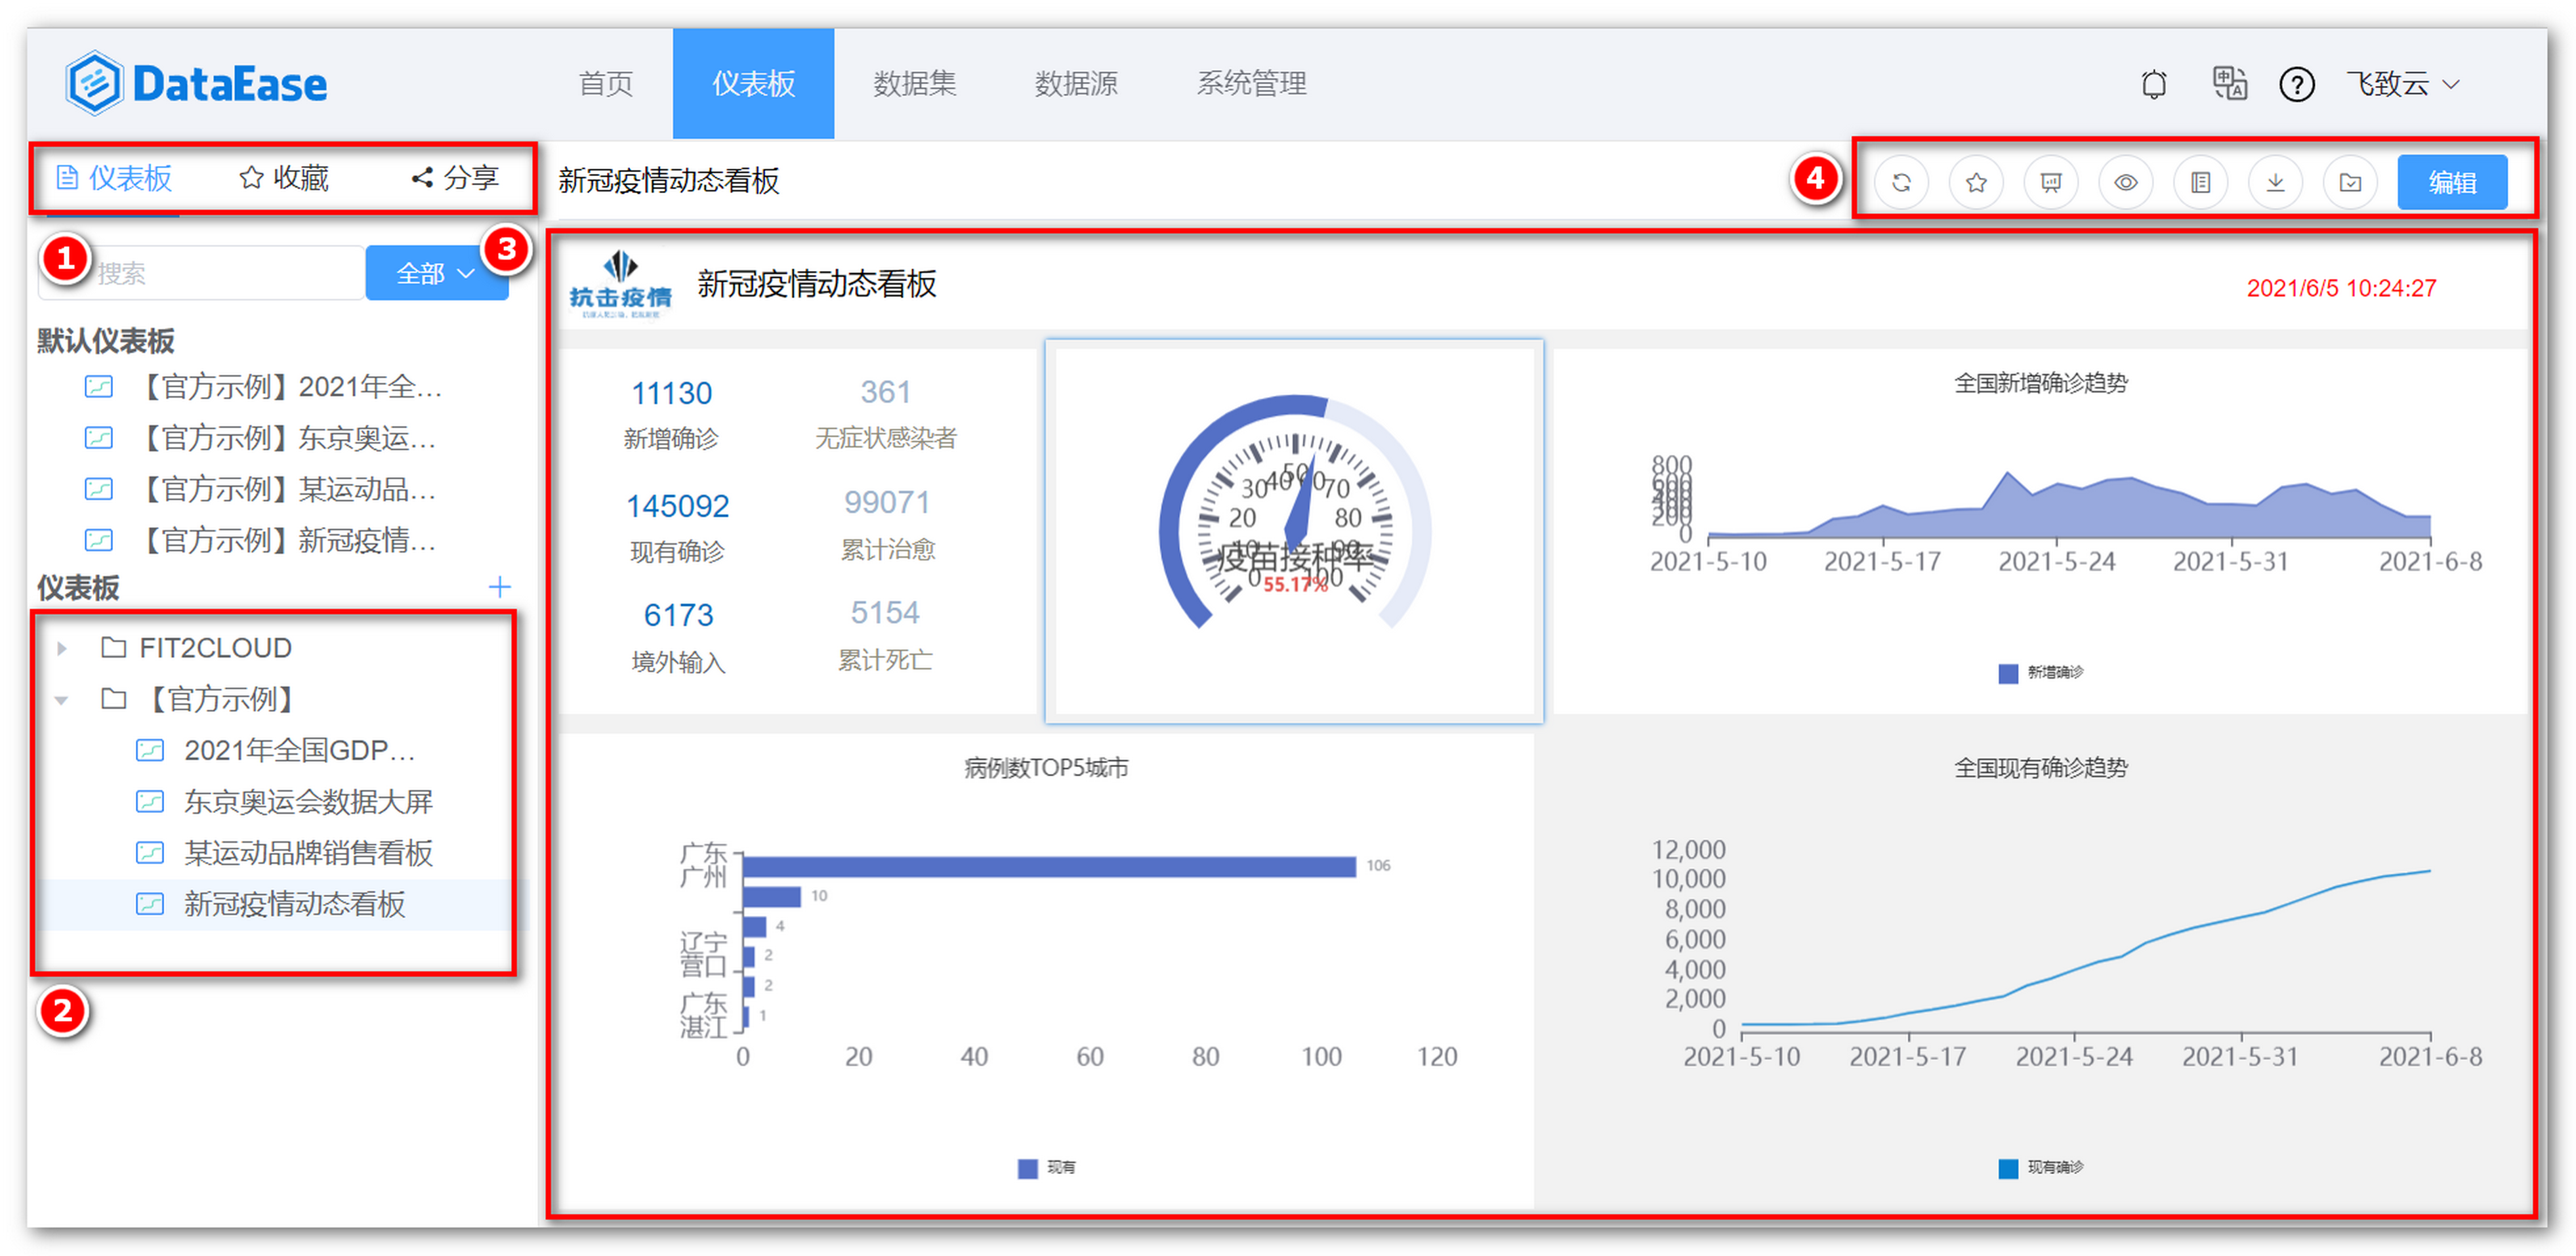 DataEase
首页 仪表板 数据集 数据源 系统管理
飞致云
仪表板 收藏 分享
新冠疫情动态看板
4
编辑
1
搜索
全部
3
默认仪表板
【官方示例】2021年全...
【官方示例】东京奥运...
【官方示例】某运动品...
【官方示例】新冠疫情...
仪表板
FIT2CLOUD
【官方示例】
2021年全国GDP...
东京奥运会数据大屏
某运动品牌销售看板
新冠疫情动态看板
2
抗击疫情
新冠疫情动态看板
2021/6/5 10:24:27
11130 361
新增确诊 无症状感染者
145092 99071
现有确诊 累计治愈
6173 5154
境外输入 累计死亡
0 10 20 30 40 50 60 70 80 90 100
疫苗接种率
55.17%
全国新增确诊趋势
800
600
400
300
200
0
2021-5-10 2021-5-17 2021-5-24 2021-5-31 2021-6-8
新增确诊
病例数TOP5城市
广东
广州
辽宁
营口
广东
湛江
106
10
4
2
2
1
0 20 40 60 80 100 120
现有
全国现有确诊趋势
12,000
10,000
8,000
6,000
4,000
2,000
0
2021-5-10 2021-5-17 2021-5-24 2021-5-31 2021-6-8
现有确诊